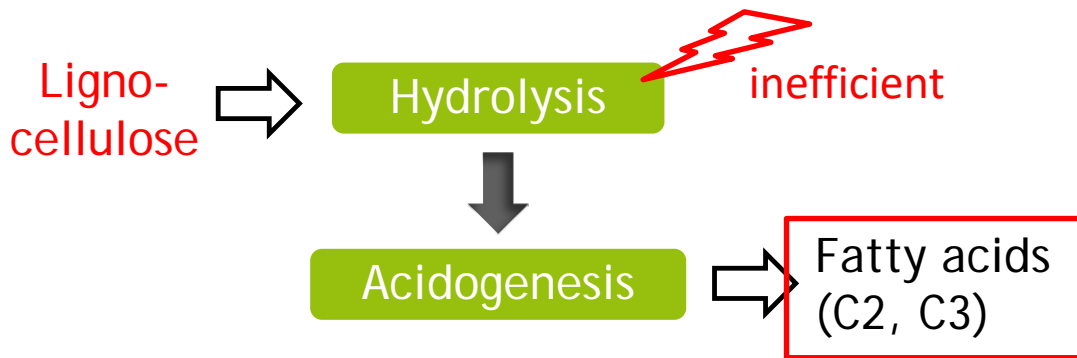 Ligno-
cellulose
Hydrolysis
inefficient
Acidogenesis
Fatty acids
(C2, C3)